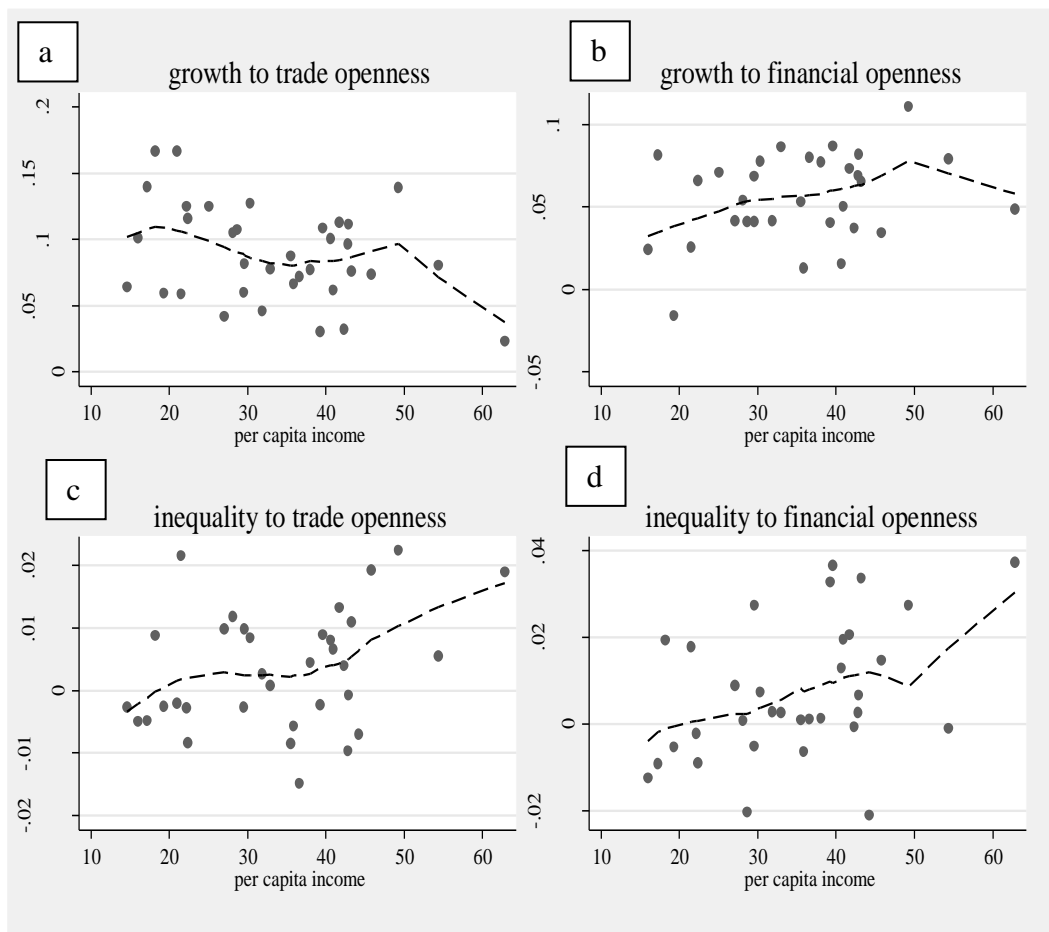 a
growth to trade openness
.2
.15
.1
.05
0
10 20 30 40 50 60
per capita income
b
growth to financial openness
.1
.05
0
-.05
10 20 30 40 50 60
per capita income
c
inequality to trade openness
.02
.01
0
-.01
-.02
10 20 30 40 50 60
per capita income
d
inequality to financial openness
.04
.02
0
-.02
10 20 30 40 50 60
per capita income